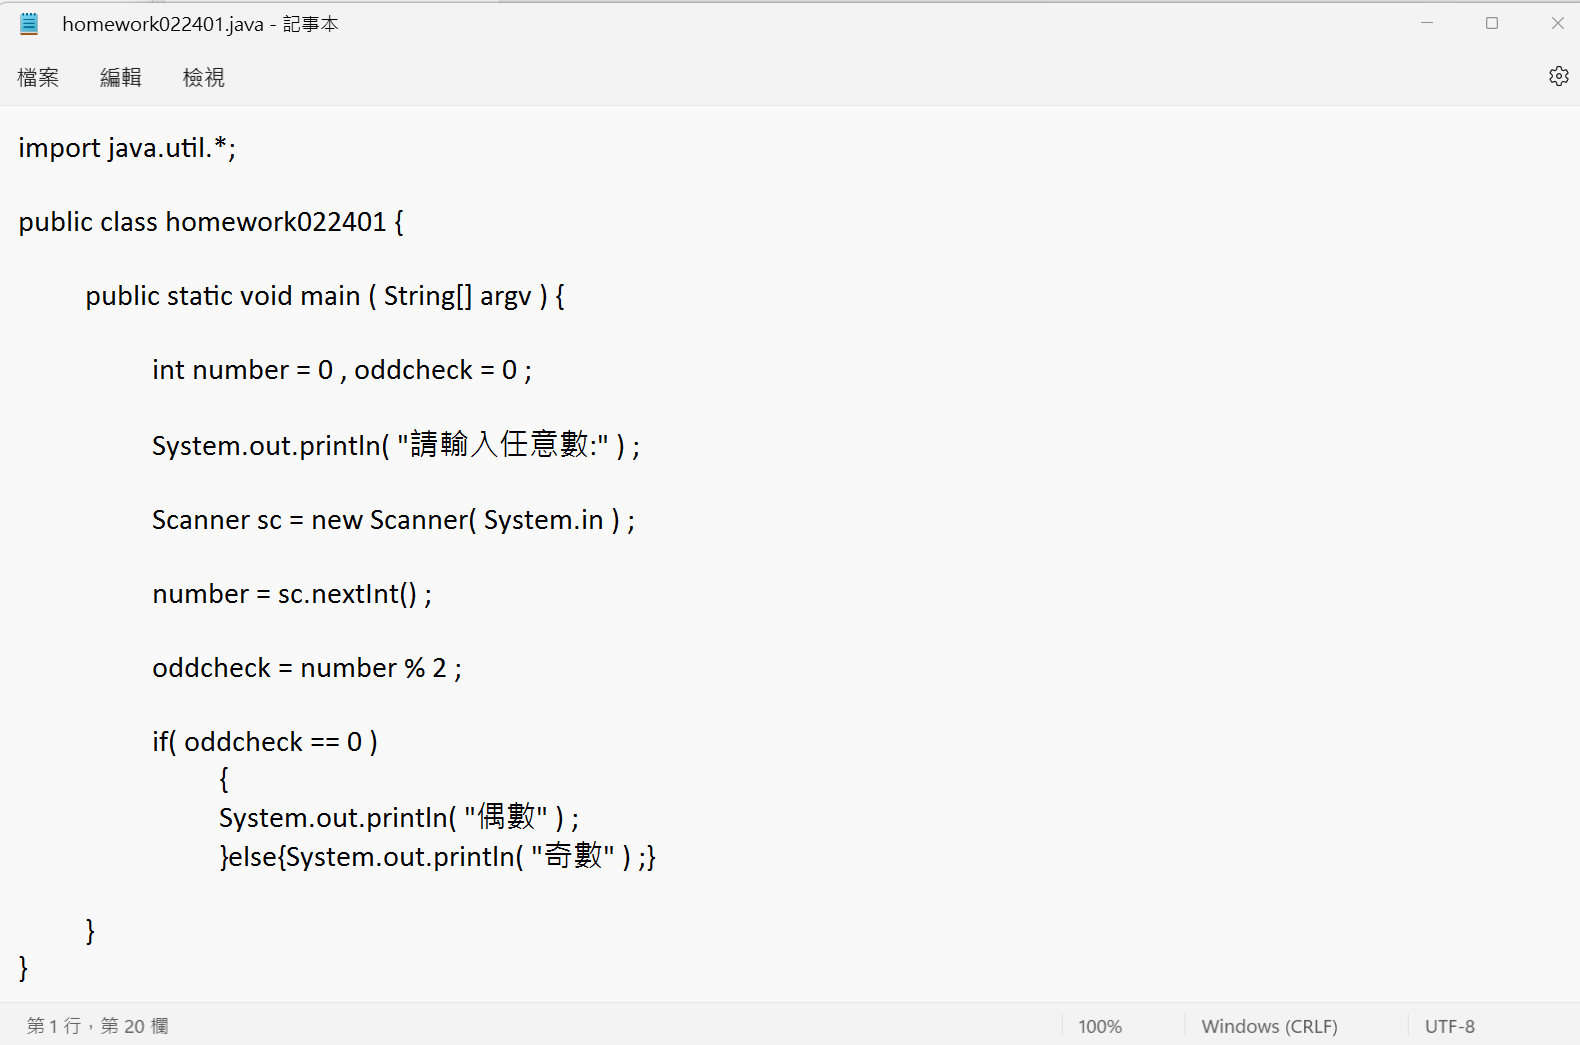 homework022401.java - 記事本
檔案 編輯 檢視
import java.util.*;
public class homework022401 {
public static void main ( String[] argv ) {
int number = 0 , oddcheck = 0 ;
System.out.println( "請輸入任意數:" ) ;
Scanner sc = new Scanner( System.in ) ;
number = sc.nextInt() ;
oddcheck = number % 2 ;
if( oddcheck == 0 )
{
System.out.println( "偶數" ) ;
}else{System.out.println( "奇數" ) ;}
}
}
第 1 行，第 20 欄 100% Windows (CRLF) UTF-8